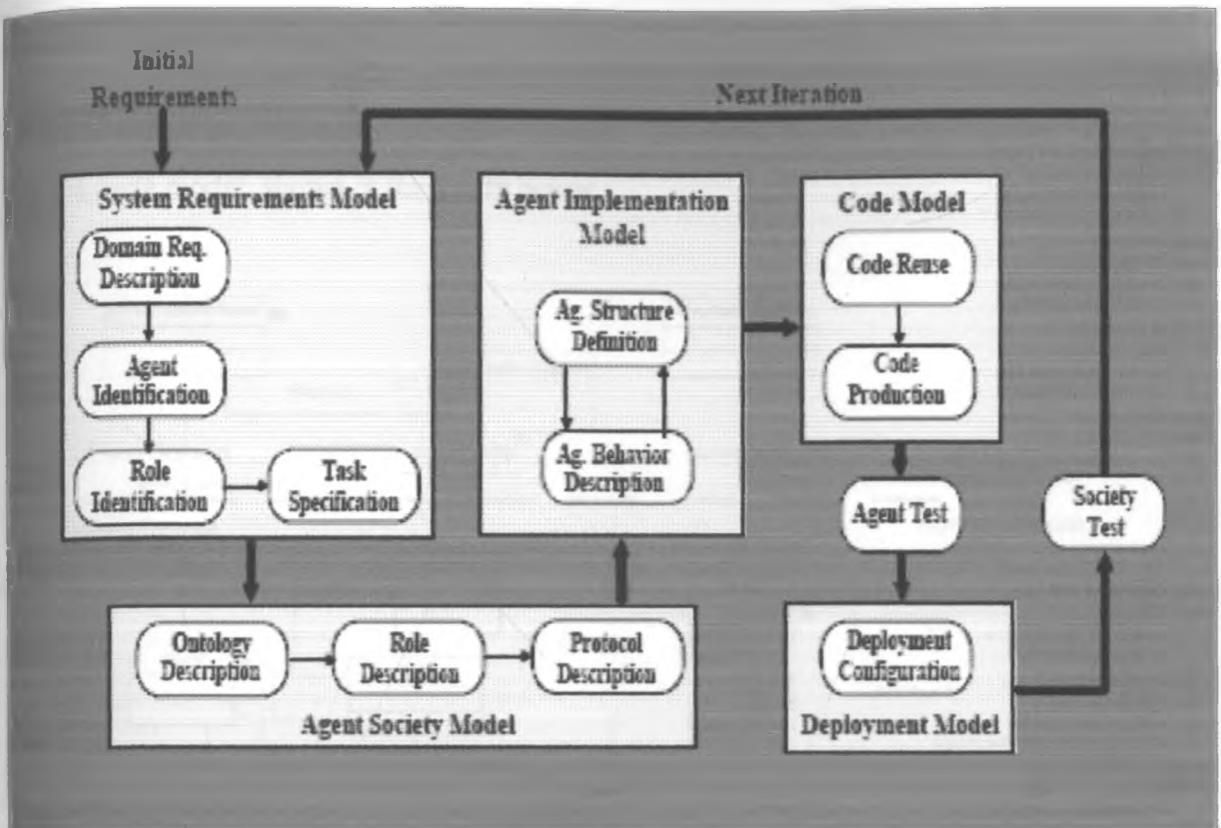 Initial
Requirements
Next Iteration
System Requirements Model
Domain Req.
Description
Agent
Identification
Role
Identification
Task
Specification
Agent Implementation
Model
Ag. Structure
Definition
Ag. Behavior
Description
Code Model
Code Reuse
Code
Production
Agent Test
Society
Test
Ontology
Description
Role
Description
Protocol
Description
Agent Society Model
Deployment
Configuration
Deployment Model